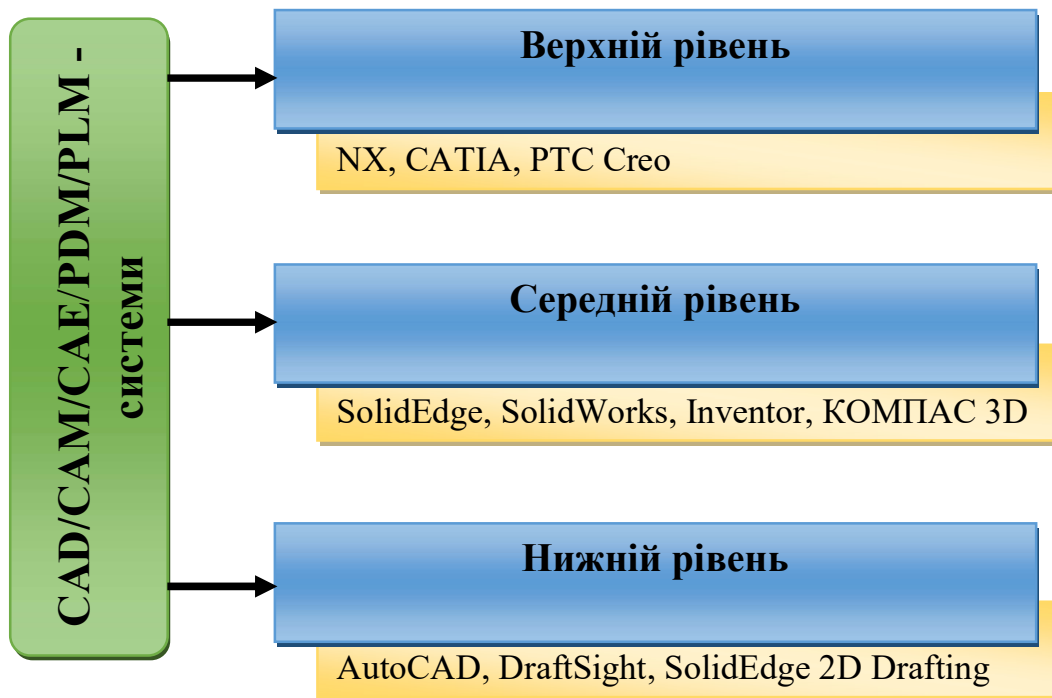 CAD/CAM/CAE/PDM/PLM -
системи
Верхній рівень
NX, CATIA, PTC Creo
Середній рівень
SolidEdge, SolidWorks, Inventor, КОМПАС 3D
Нижній рівень
AutoCAD, DraftSight, SolidEdge 2D Drafting